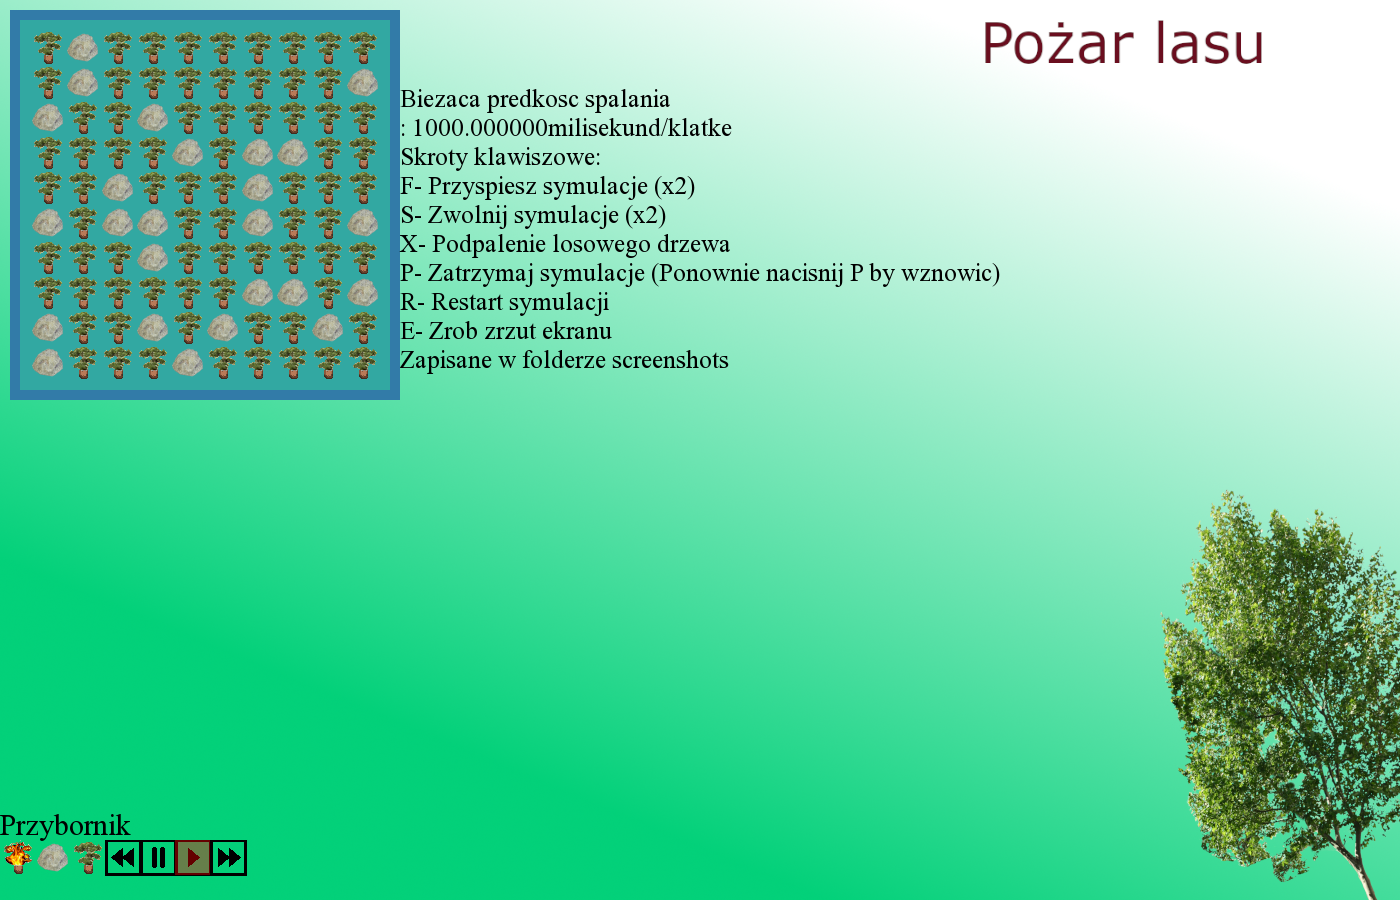 Pożar lasu
Biezaca predkosc spalania
: 1000.000000milisekund/klatke
Skroty klawiszowe:
F- Przyspiesz symulacje (x2)
S- Zwolnij symulacje (x2)
X- Podpalenie losowego drzewa
P- Zatrzymaj symulacje (Ponownie nacisnij P by wznowic)
R- Restart symulacji
E- Zrob zrzut ekranu
Zapisane w folderze screenshots
Przybornik